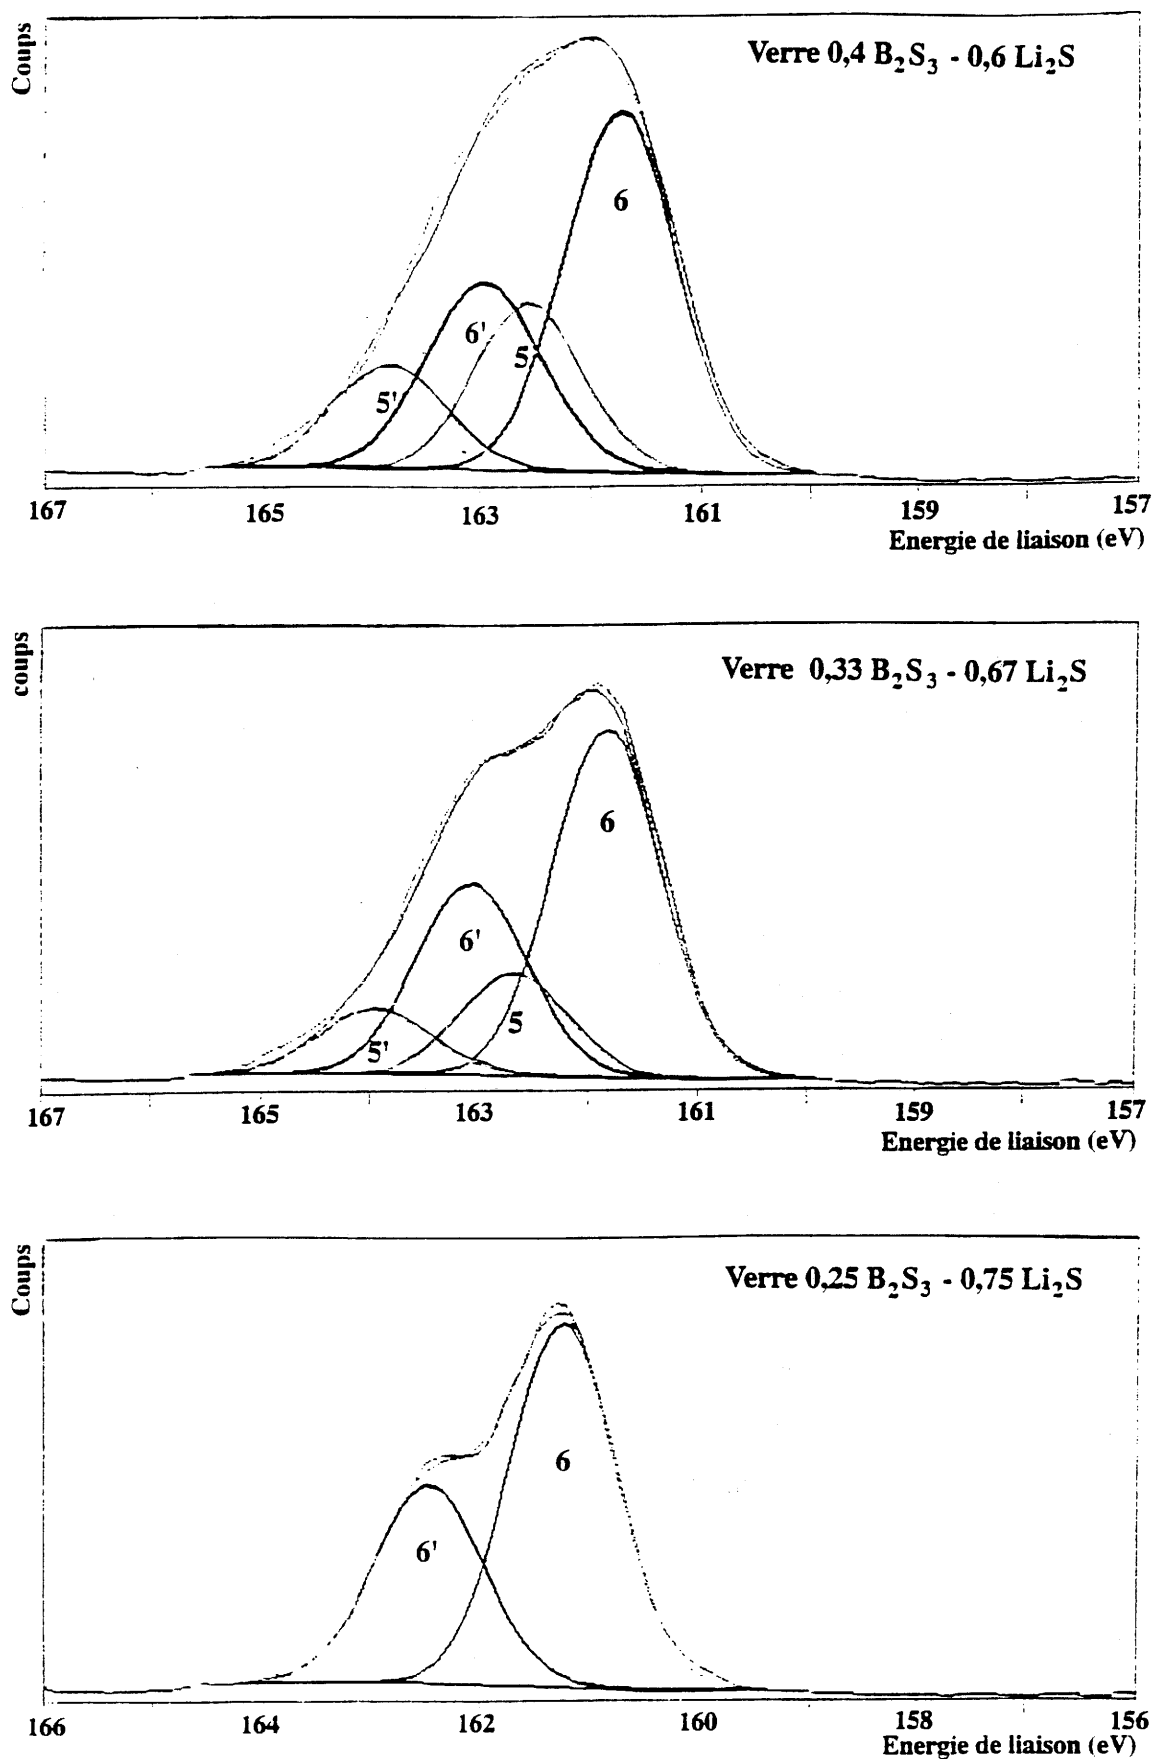 Coups
Verre 0,4 B₂S₃ - 0,6 Li₂S
6
6'
5
5'
167 165 163 161 159 157
Energie de liaison (eV)
coups
Verre 0,33 B₂S₃ - 0,67 Li₂S
6
6'
5
5'
167 165 163 161 159 157
Energie de liaison (eV)
Coups
Verre 0,25 B₂S₃ - 0,75 Li₂S
6
6'
166 164 162 160 158 156
Energie de liaison (eV)